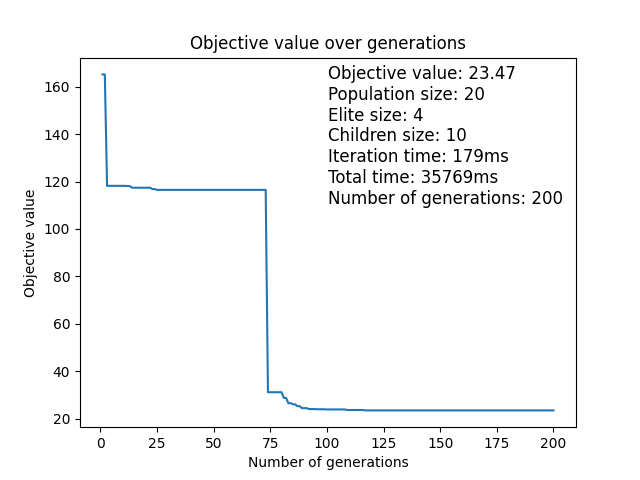 Objective value over generations
Objective value: 23.47
Population size: 20
Elite size: 4
Children size: 10
Iteration time: 179ms
Total time: 35769ms
Number of generations: 200
Objective value
160
140
120
100
80
60
40
20
0 25 50 75 100 125 150 175 200
Number of generations